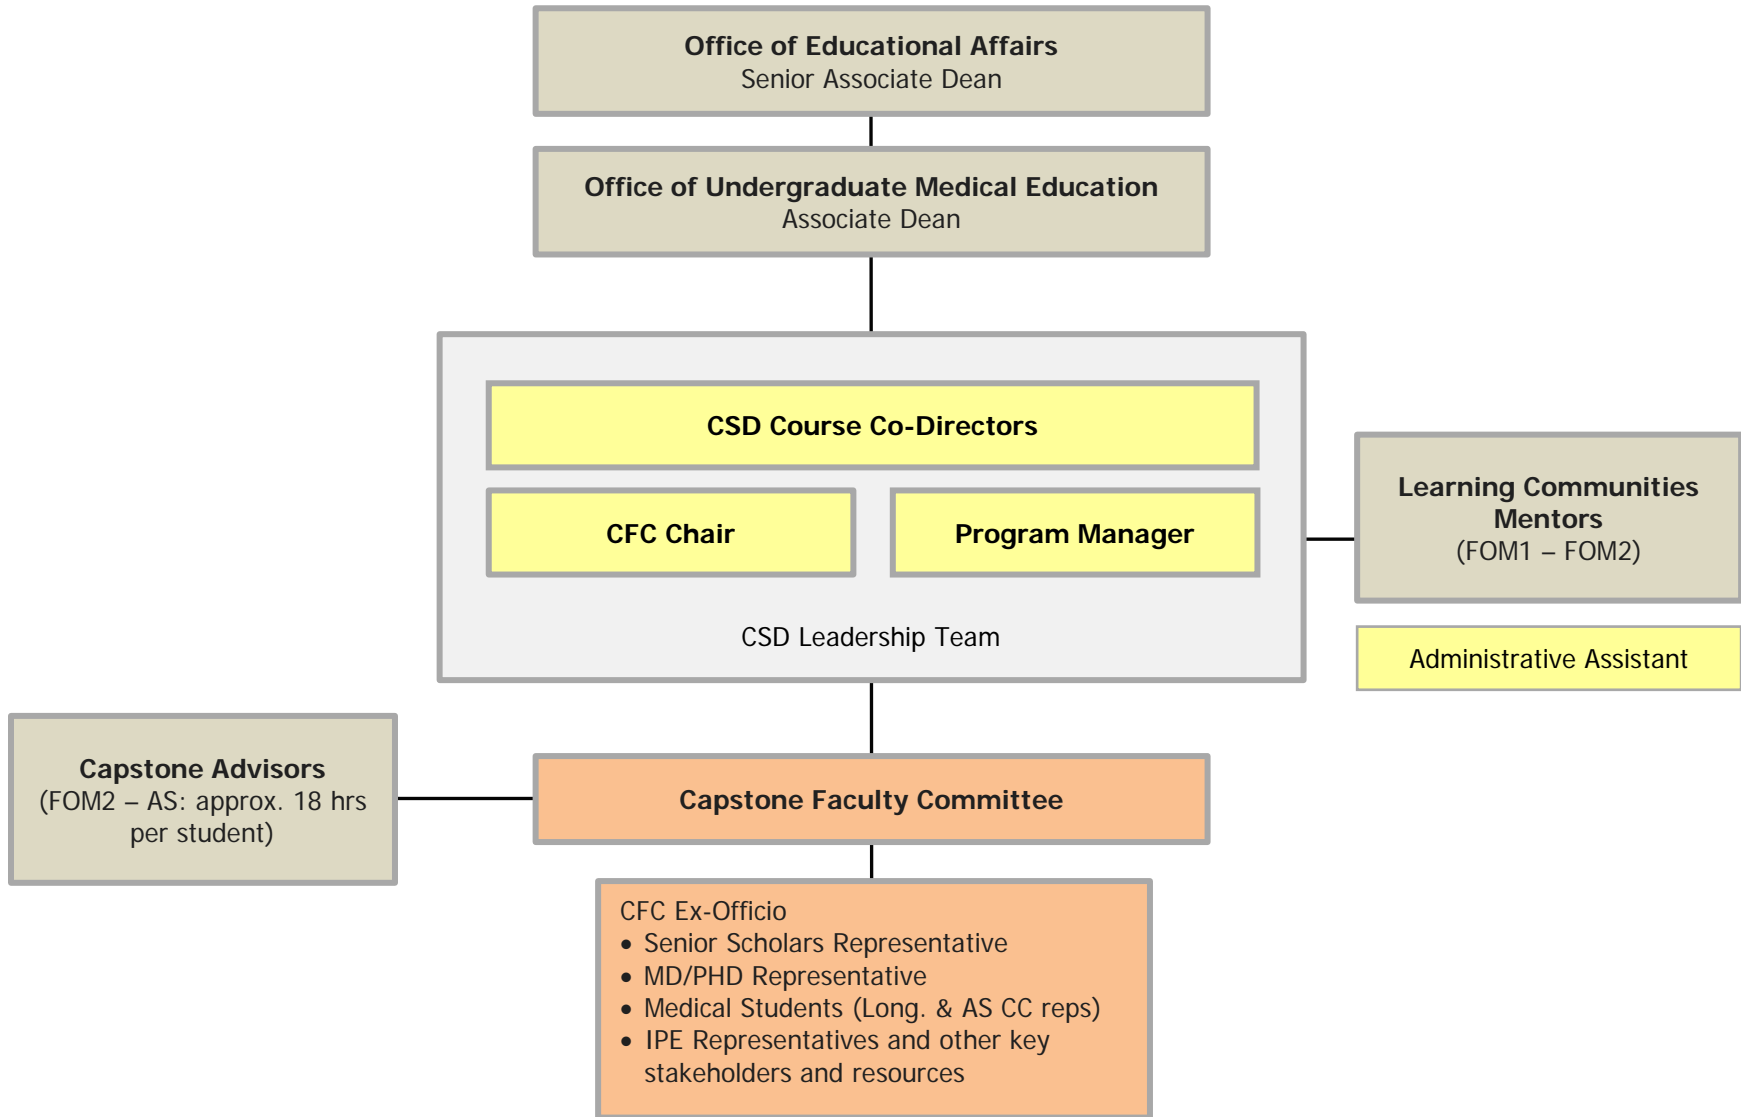 Office of Educational Affairs
Senior Associate Dean
Office of Undergraduate Medical Education
Associate Dean
CSD Course Co-Directors
CFC Chair
Program Manager
CSD Leadership Team
Learning Communities
Mentors
(FOM1 – FOM2)
Administrative Assistant
Capstone Advisors
(FOM2 – AS: approx. 18 hrs
per student)
Capstone Faculty Committee
CFC Ex-Officio
• Senior Scholars Representative
• MD/PHD Representative
• Medical Students (Long. & AS CC reps)
• IPE Representatives and other key
stakeholders and resources